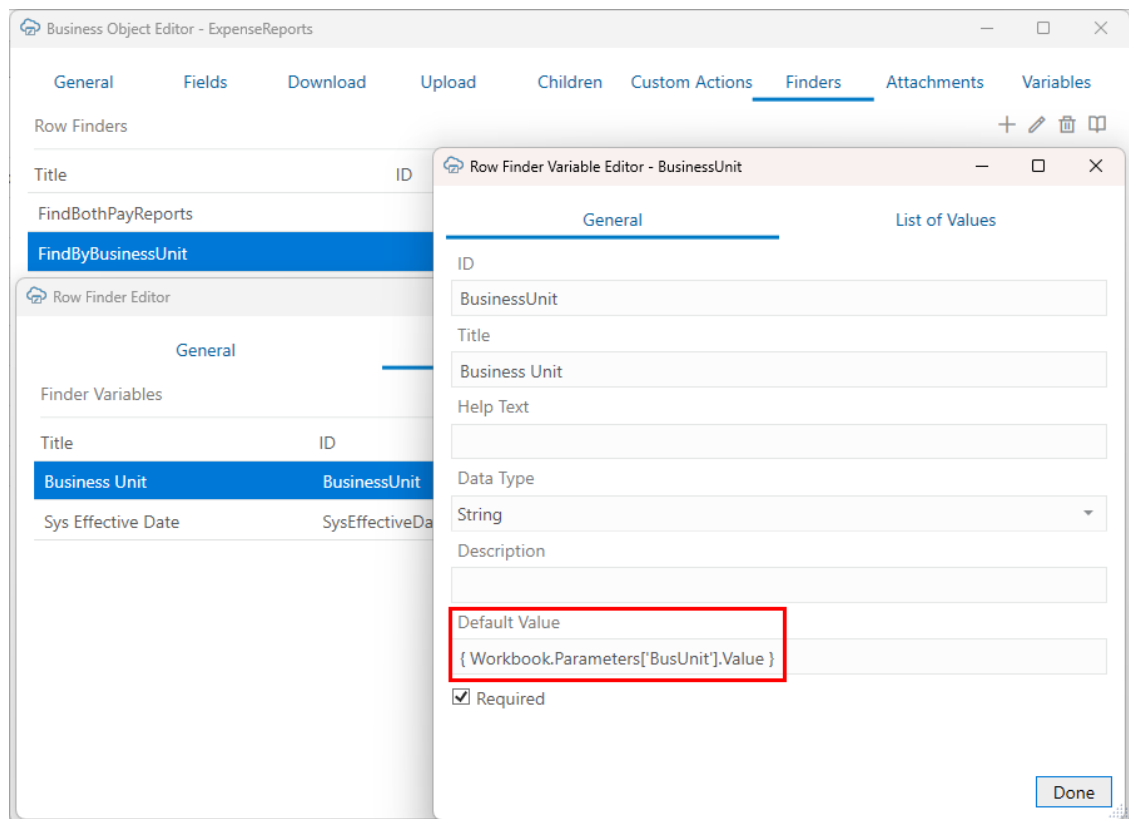 Business Object Editor - ExpenseReports
General Fields Download Upload Children Custom Actions Finders Attachments Variables
Row Finders
Title ID
FindBothPayReports
FindByBusinessUnit
Row Finder Editor
General
Finder Variables
Title ID
Business Unit BusinessUnit
Sys Effective Date SysEffectiveDa
Row Finder Variable Editor - BusinessUnit
General List of Values
ID
BusinessUnit
Title
Business Unit
Help Text
Data Type
String
Description
Default Value
{ Workbook.Parameters['BusUnit'].Value }
Required
Done